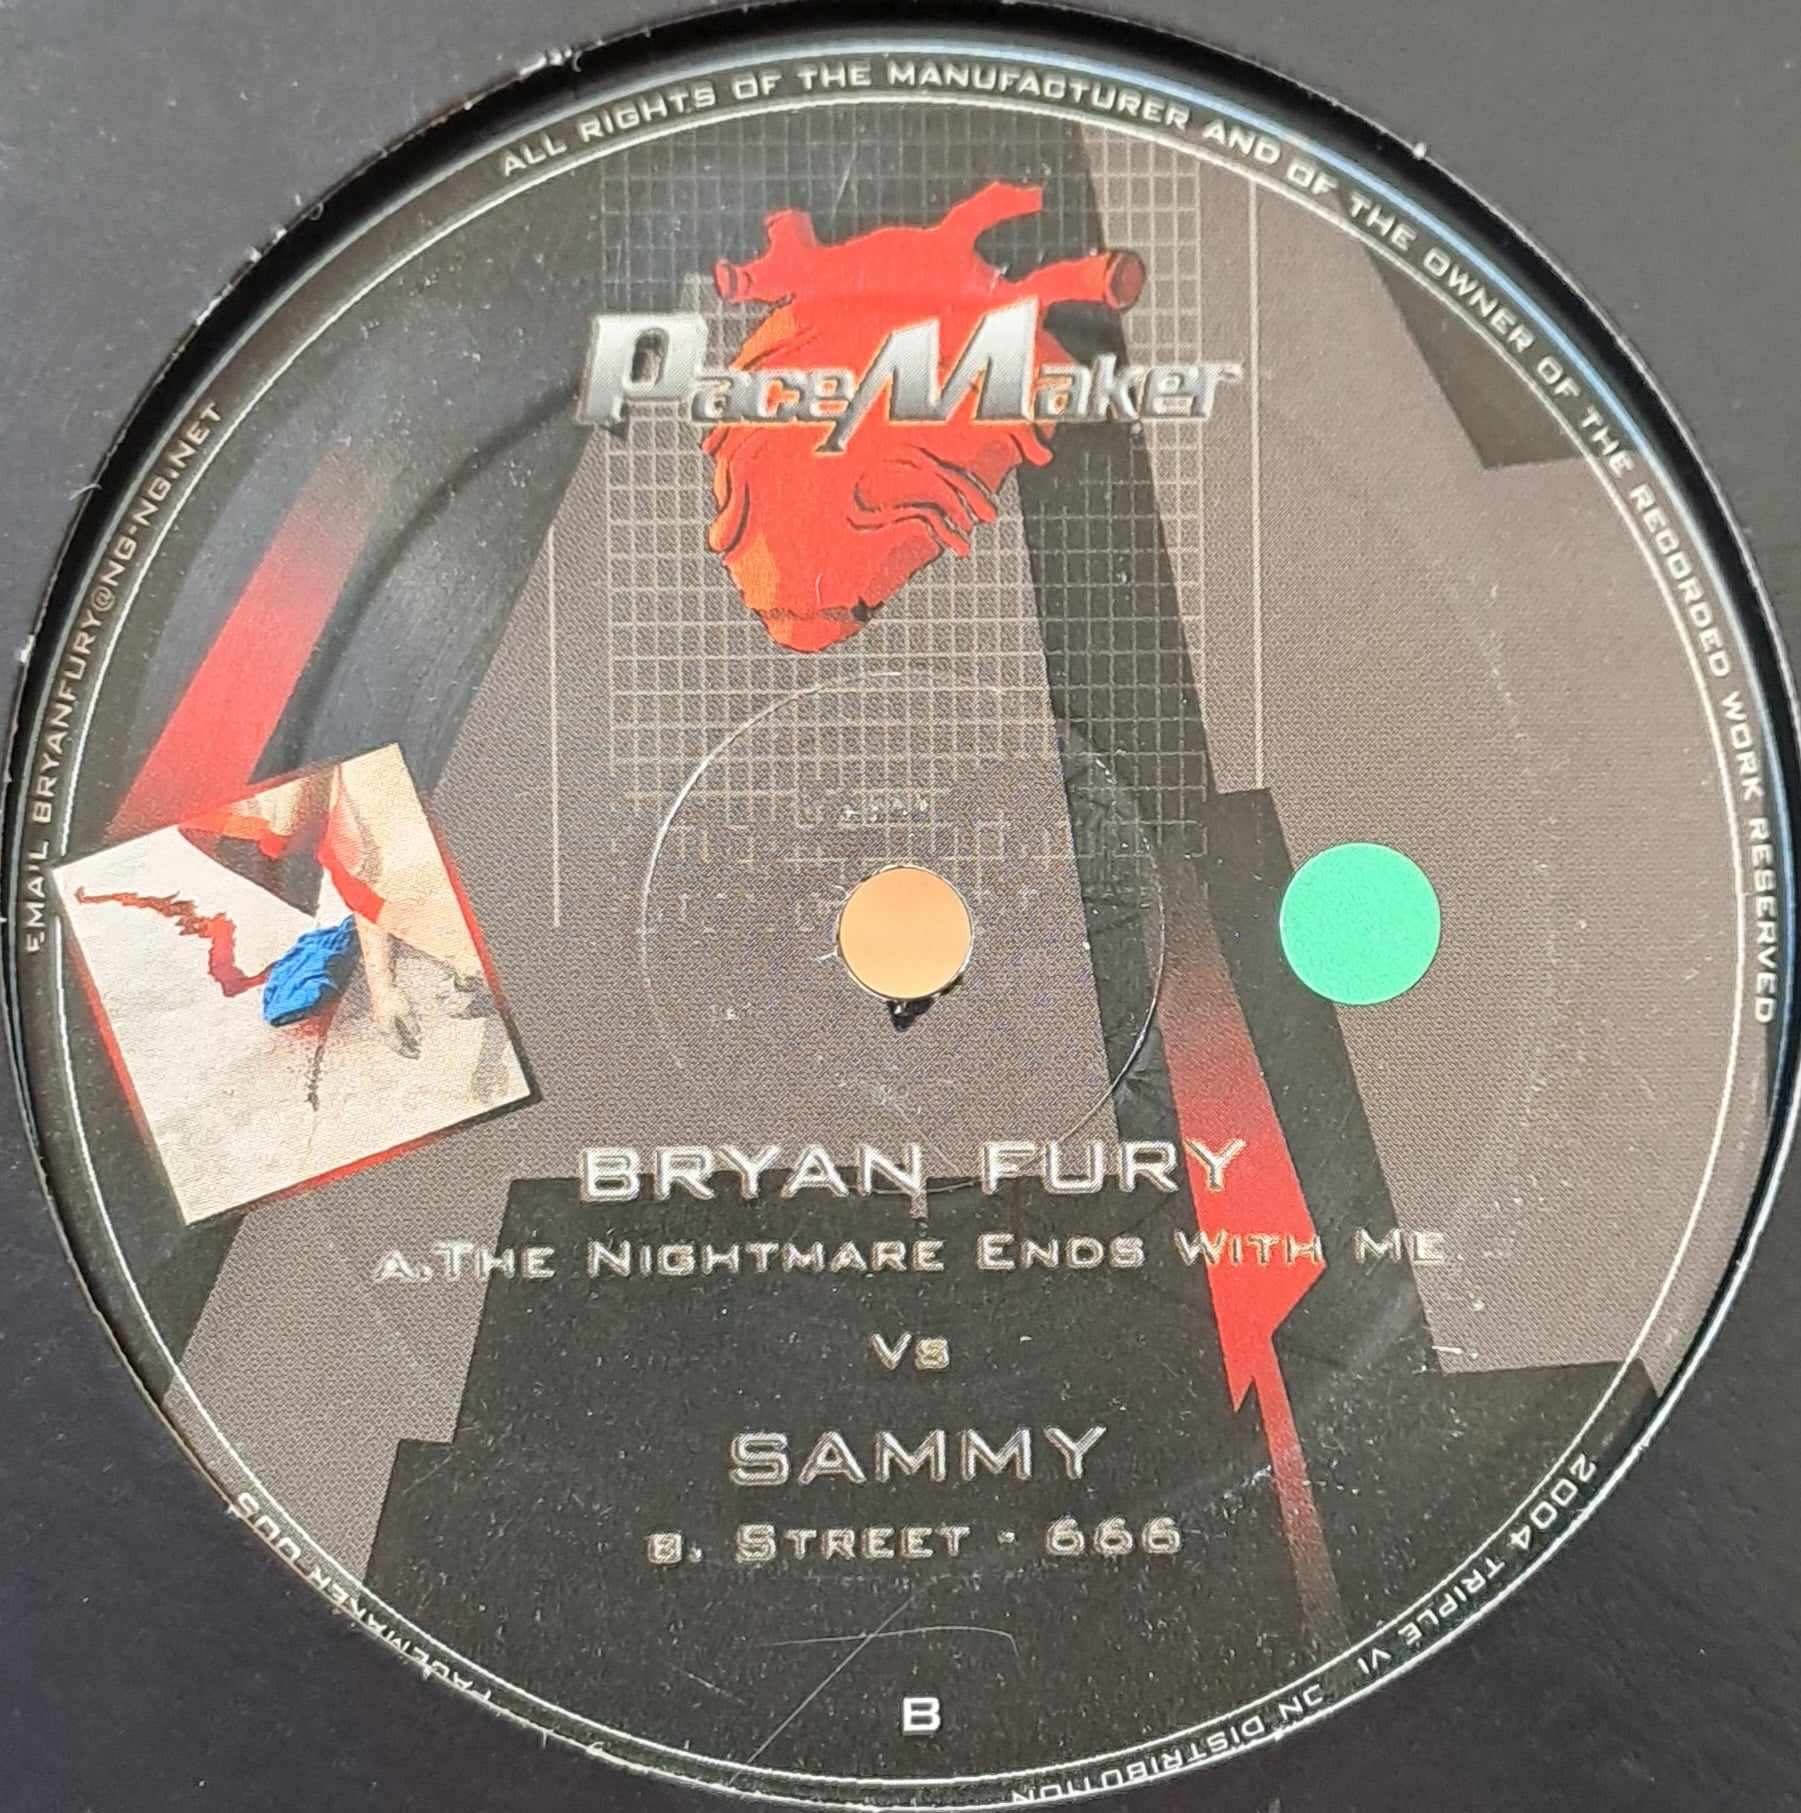 ALL RIGHTS OF THE MANUFACTURER AND OF THE OWNER OF THE RECORDED WORK RESERVED
EMAIL BRYANFURY@NG-NG.NET
PaceMaker
BRYAN FURY
A. THE NIGHTMARE ENDS WITH ME
VS
SAMMY
B. STREET - 666
B
2004 TRIPLE VI
DISTRIBUTION
PACEMAKER 005